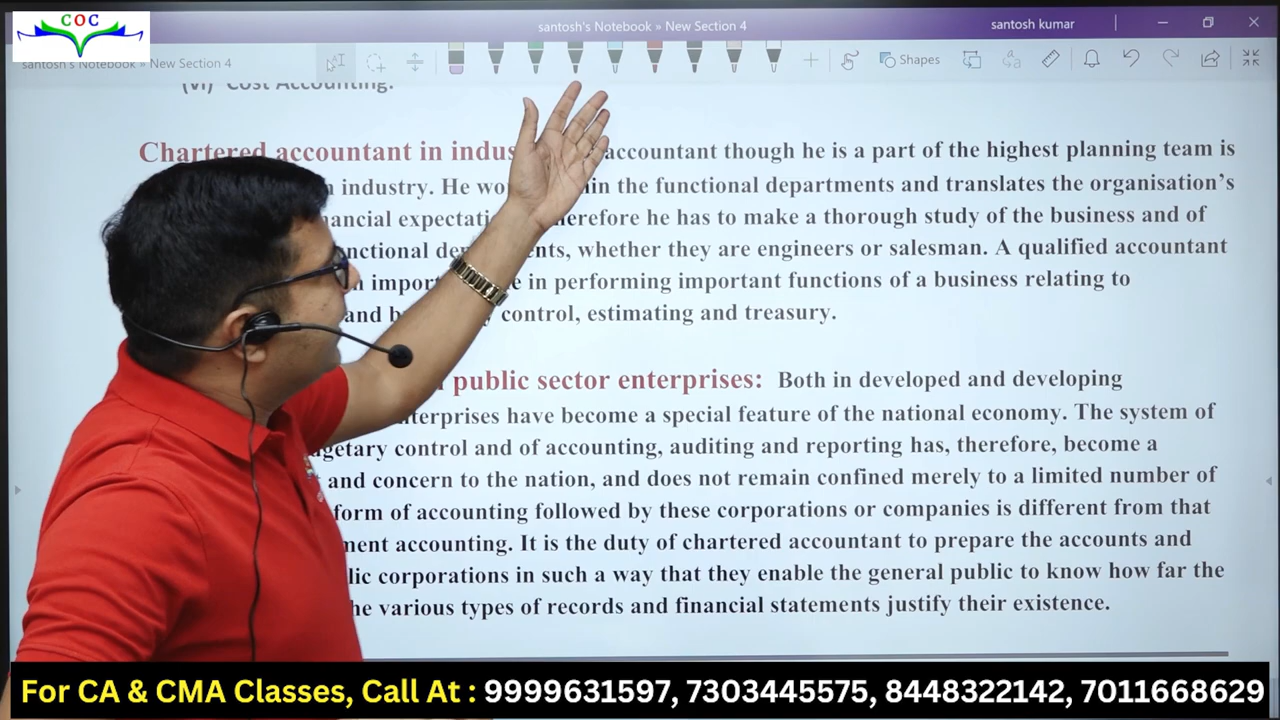 COC
santosh's Notebook » New Section 4
santosh kumar
santosh's Notebook » New Section 4
Shapes
(vi) Cost Accounting.
Chartered accountant in indus accountant though he is a part of the highest planning team is
industry. He wo in the functional departments and translates the organisation's
nancial expectati erefore he has to make a thorough study of the business and of
nctional de nts, whether they are engineers or salesman. A qualified accountant
impor e in performing important functions of a business relating to
and b control, estimating and treasury.
public sector enterprises: Both in developed and developing
terprises have become a special feature of the national economy. The system of
getary control and of accounting, auditing and reporting has, therefore, become a
and concern to the nation, and does not remain confined merely to a limited number of
form of accounting followed by these corporations or companies is different from that
ment accounting. It is the duty of chartered accountant to prepare the accounts and
lic corporations in such a way that they enable the general public to know how far the
he various types of records and financial statements justify their existence.
For CA & CMA Classes, Call At : 9999631597, 7303445575, 8448322142, 7011668629